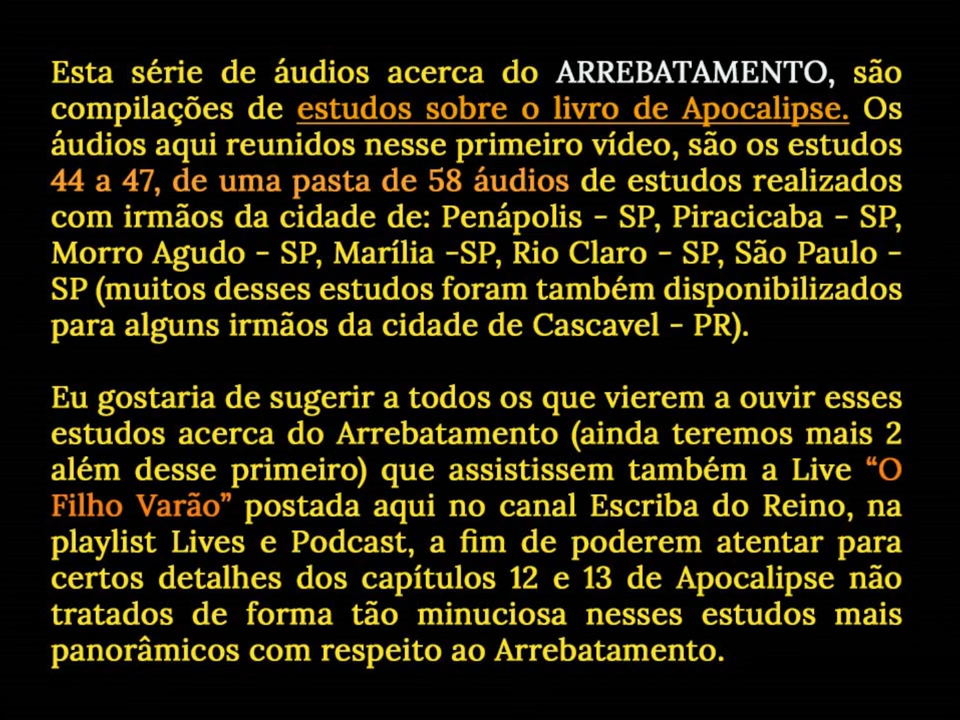 Esta série de áudios acerca do ARREBATAMENTO, são
compilações de estudos sobre o livro de Apocalipse. Os
áudios aqui reunidos nesse primeiro vídeo, são os estudos
44 a 47, de uma pasta de 58 áudios de estudos realizados
com irmãos da cidade de: Penápolis - SP, Piracicaba - SP,
Morro Agudo - SP, Marília -SP, Rio Claro - SP, São Paulo -
SP (muitos desses estudos foram também disponibilizados
para alguns irmãos da cidade de Cascavel - PR).
Eu gostaria de sugerir a todos os que vierem a ouvir esses
estudos acerca do Arrebatamento (ainda teremos mais 2
além desse primeiro) que assistissem também a Live “O
Filho Varão” postada aqui no canal Escriba do Reino, na
playlist Lives e Podcast, a fim de poderem atentar para
certos detalhes dos capítulos 12 e 13 de Apocalipse não
tratados de forma tão minuciosa nesses estudos mais
panorâmicos com respeito ao Arrebatamento.